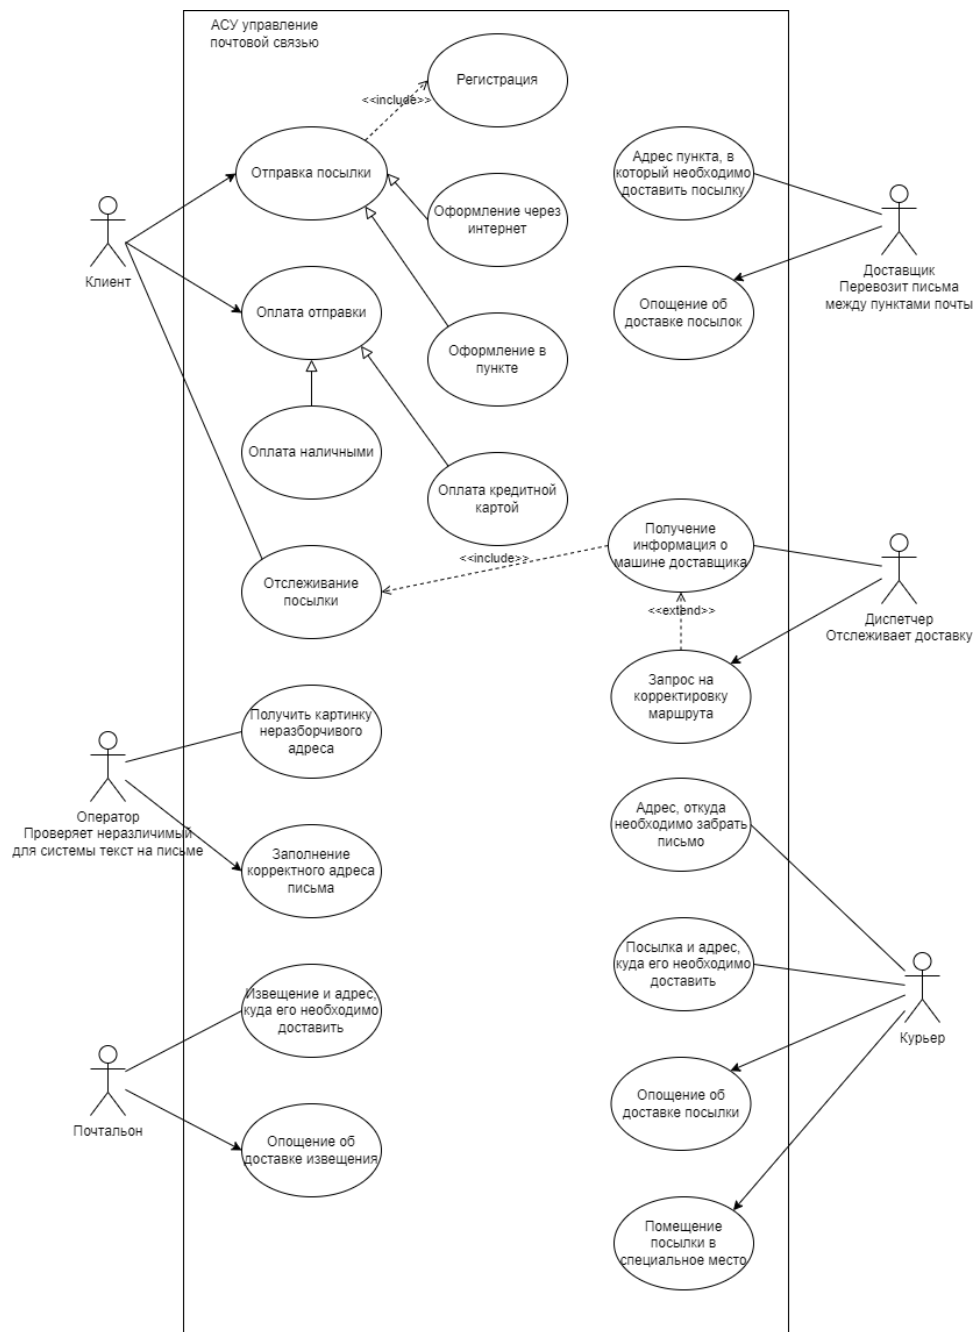 АСУ управление
почтовой связью
Регистрация
<<include>>
Отправка посылки
Адрес пункта, в
который необходимо
доставить посылку
Оформление через
интернет
Клиент
Доставщик
Перевозит письма
между пунктами почты
Оплата отправки
Опощение об
доставке посылок
Оформление в
пункте
Оплата наличными
Оплата кредитной
картой
Получение
информация о
машине доставщика
<<include>>
Отслеживание
посылки
<<extend>>
Диспетчер
Отслеживает доставку
Запрос на
корректировку
маршрута
Получить картинку
неразборчивого
адреса
Оператор
Проверяет неразличимый
для системы текст на письме
Адрес, откуда
необходимо забрать
письмо
Заполнение
корректного адреса
письма
Посылка и адрес,
куда его необходимо
доставить
Извещение и адрес,
куда его необходимо
доставить
Курьер
Почтальон
Опощение об
доставке посылки
Опощение об
доставке извещения
Помещение
посылки в
специальное место